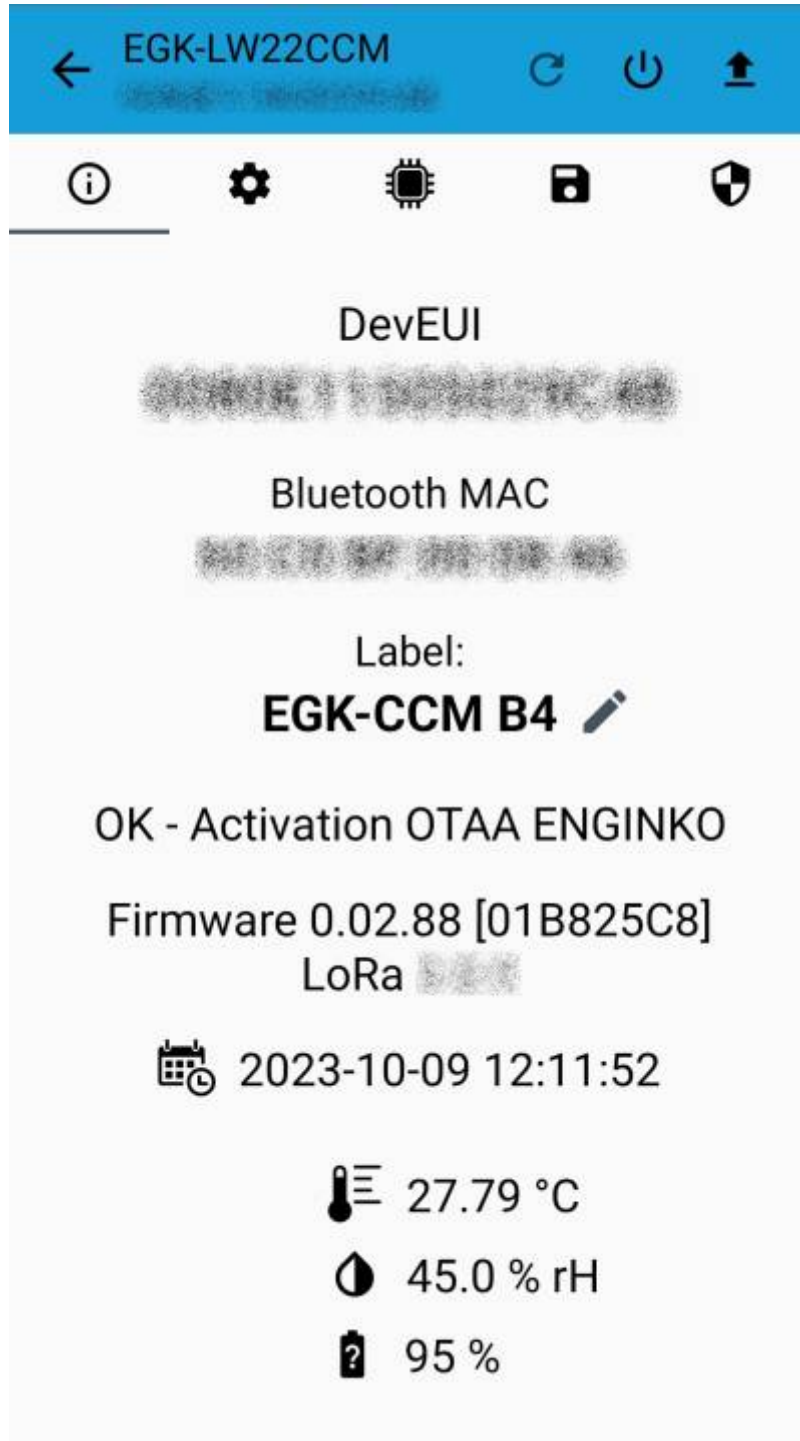 EGK-LW22CCM
DevEUI
Bluetooth MAC
Label:
EGK-CCM B4
OK - Activation OTAA ENGINKO
Firmware 0.02.88 [01B825C8]
LoRa
2023-10-09 12:11:52
27.79 °C
45.0 % rH
95 %